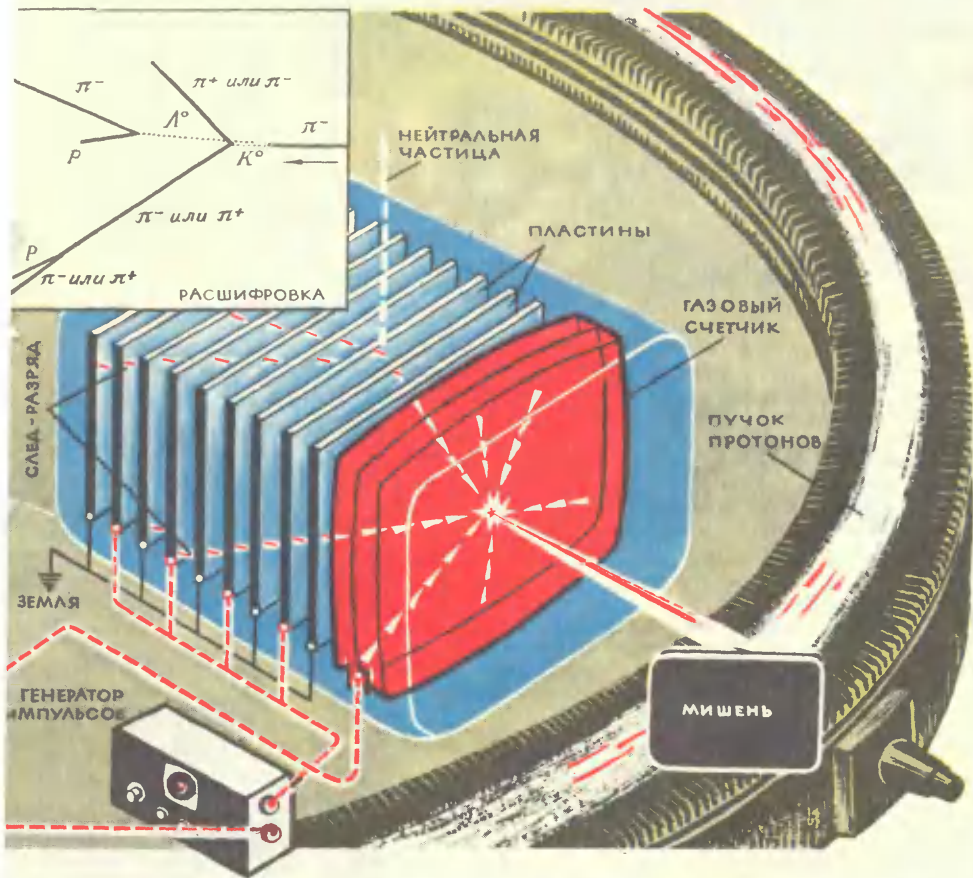 π⁻
π⁺ или π⁻
Λ°
π⁻
P
K°
π⁻ или π⁺
P
π⁻ или π⁺
РАСШИФРОВКА
НЕЙТРАЛЬНАЯ
ЧАСТИЦА
ПЛАСТИНЫ
ГАЗОВЫЙ
СЧЕТЧИК
СЛЕД-РАЗРЯД
ПУЧОК
ПРОТОНОВ
ЗЕМЛЯ
ГЕНЕРАТОР
ИМПУЛЬСОВ
МИШЕНЬ